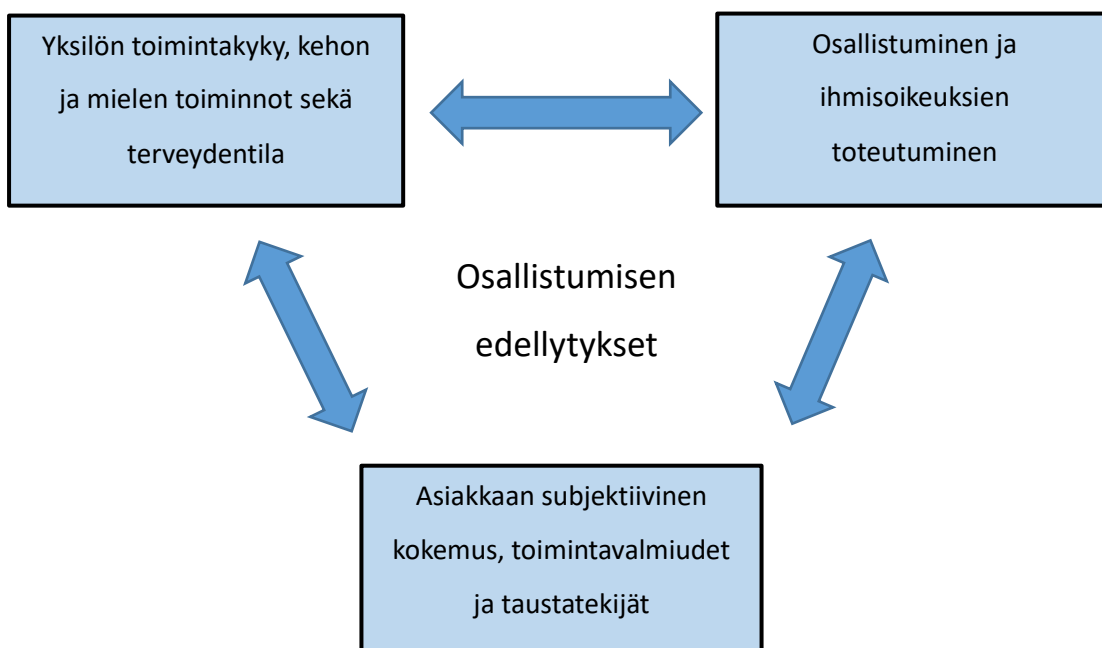 Yksilön toimintakyky, kehon
ja mielen toiminnot sekä
terveydentila
Osallistuminen ja
ihmisoikeuksien
toteutuminen
Osallistumisen
edellytykset
Asiakkaan subjektiivinen
kokemus, toimintavalmiudet
ja taustatekijät